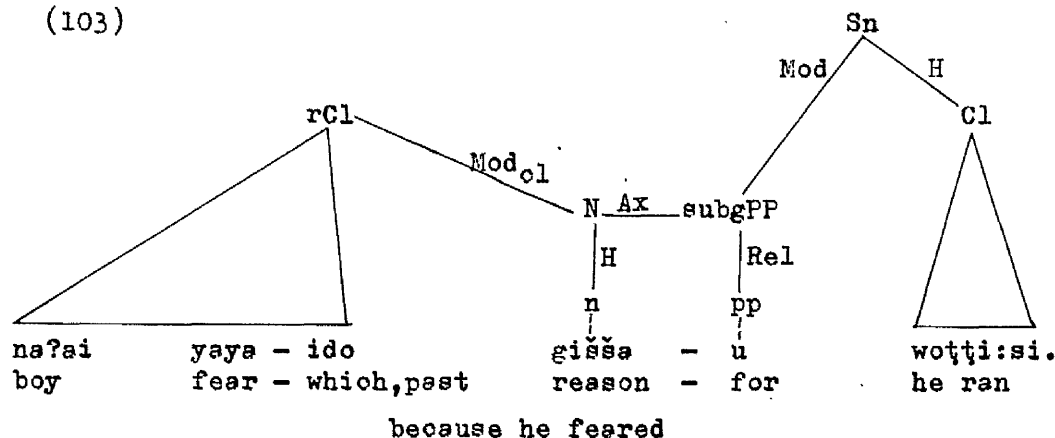 (103)
Sn
Mod H
rCl Cl
Mod_cl
N Ax subgPP
H Rel
n pp
na?ai yaya – ido gišša – u woţţi:si.
boy fear – which,past reason – for he ran
because he feared